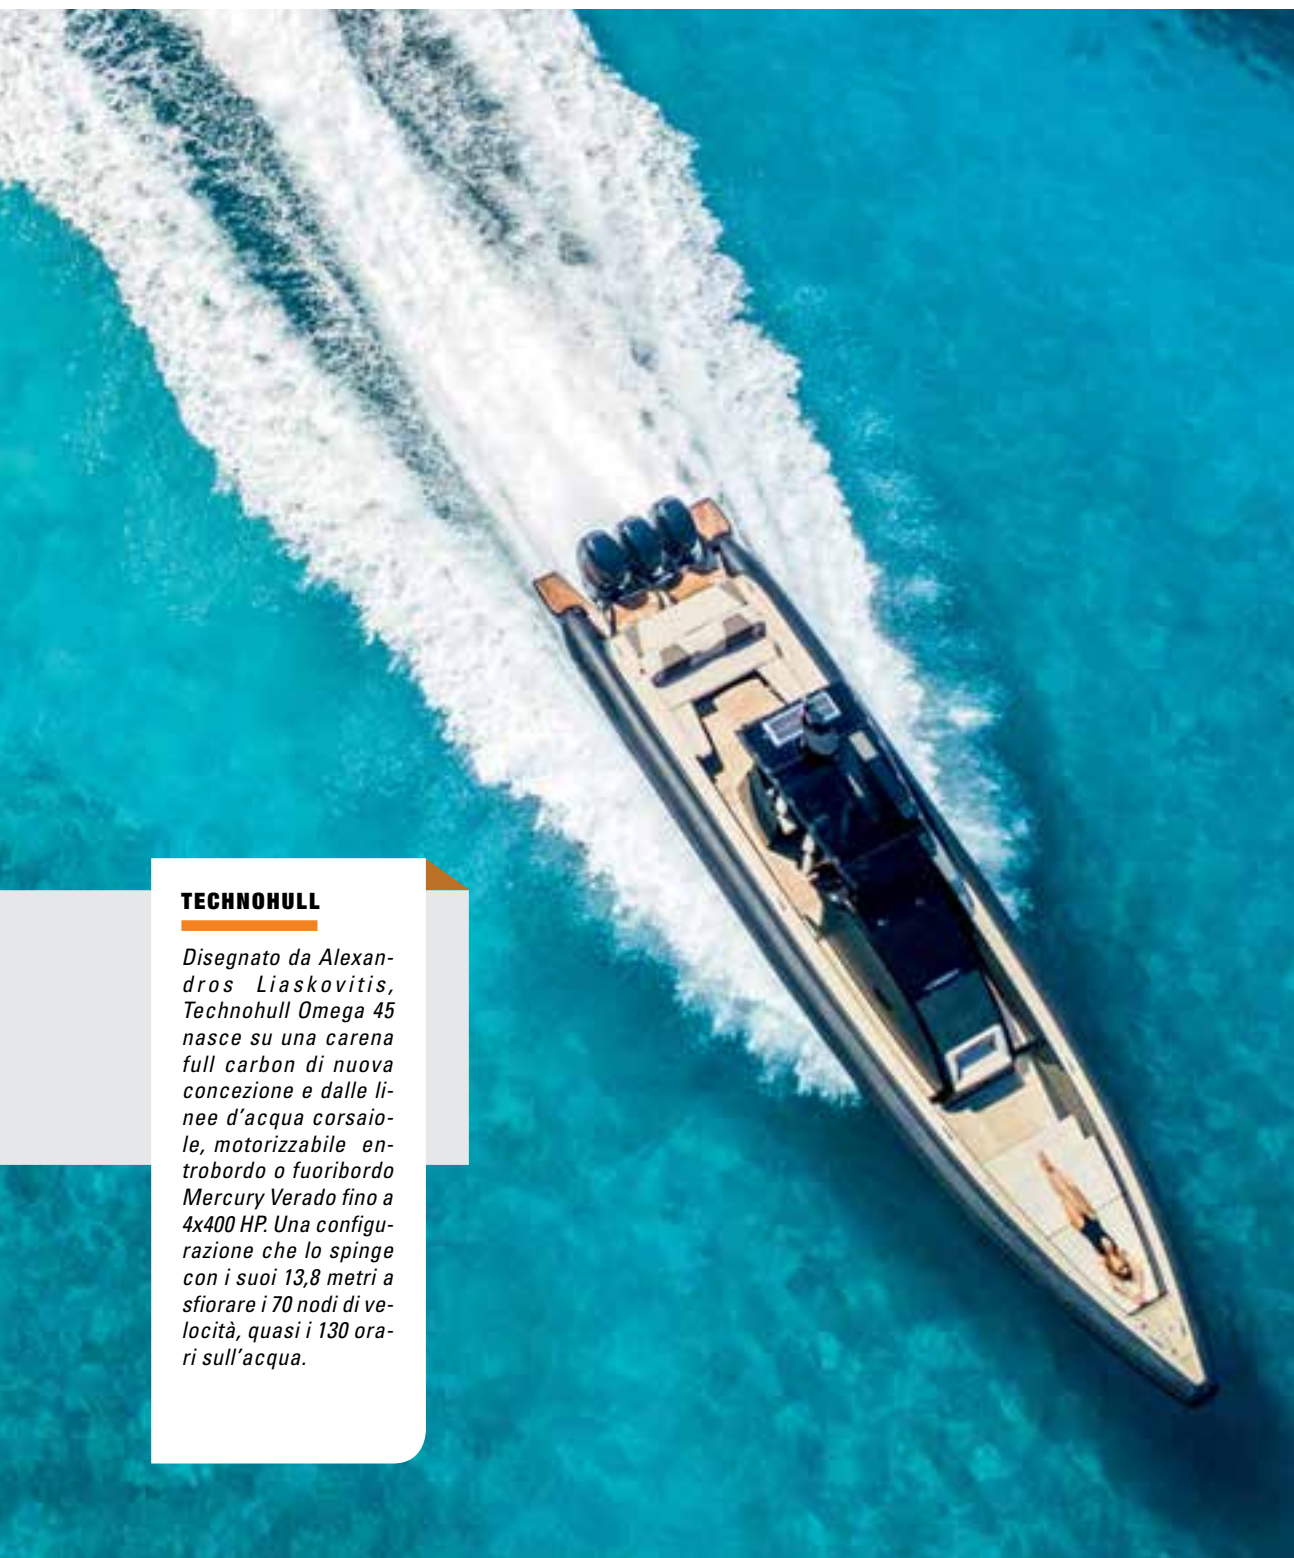 TECHNOHULL
Disegnato da Alexan-
dros Liaskovitis,
Technohull Omega 45
nasce su una carena
full carbon di nuova
concezione e dalle li-
nee d'acqua corsaio-
le, motorizzabile en-
trobordo o fuoribordo
Mercury Verado fino a
4x400 HP. Una configu-
razione che lo spinge
con i suoi 13,8 metri a
sfiorare i 70 nodi di ve-
locità, quasi i 130 ora-
ri sull'acqua.